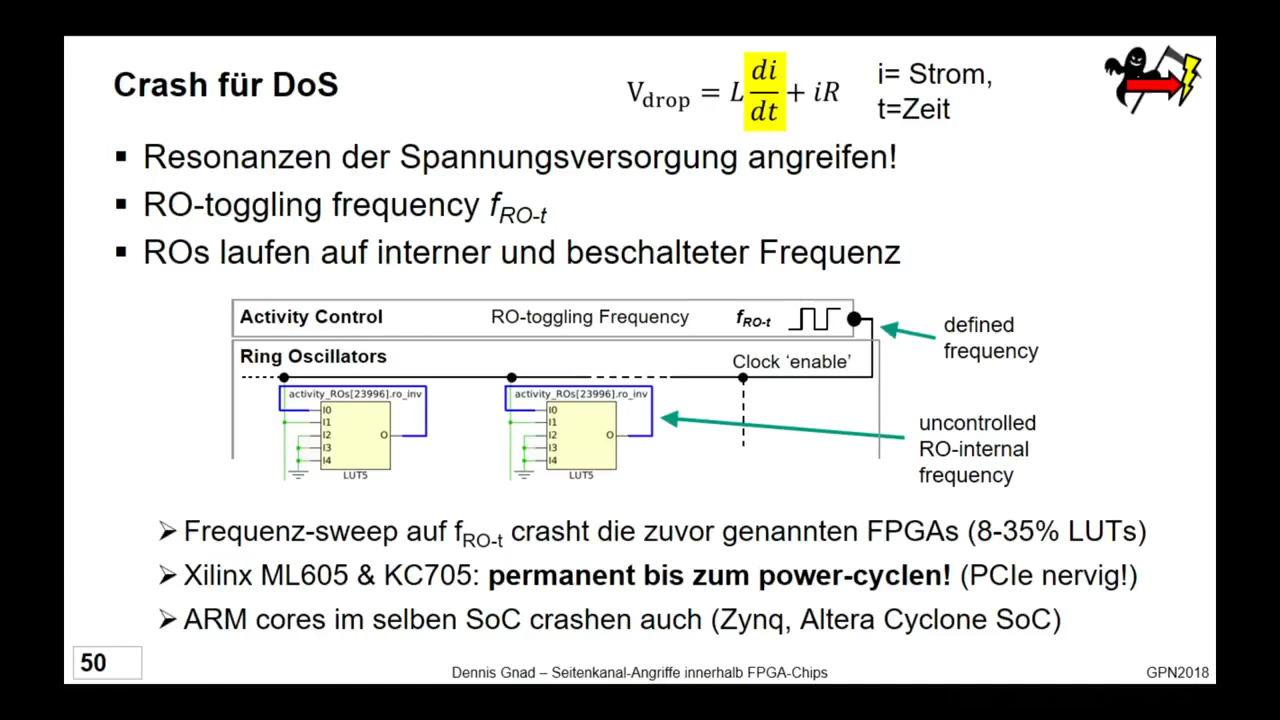 Crash für DoS
V_drop = L di/dt + iR
i= Strom,
t=Zeit
▪ Resonanzen der Spannungsversorgung angreifen!
▪ RO-toggling frequency f_RO-t
▪ ROs laufen auf interner und beschalteter Frequenz
Activity Control RO-toggling Frequency f_RO-t
defined
frequency
Ring Oscillators
Clock ‘enable’
activity_ROs[23996].ro_inv
I0
I1
I2
I3
I4
O
LUT5
activity_ROs[23996].ro_inv
I0
I1
I2
I3
I4
O
LUT5
uncontrolled
RO-internal
frequency
➢ Frequenz-sweep auf f_RO-t crasht die zuvor genannten FPGAs (8-35% LUTs)
➢ Xilinx ML605 & KC705: permanent bis zum power-cyclen! (PCIe nervig!)
➢ ARM cores im selben SoC crashen auch (Zynq, Altera Cyclone SoC)
50
Dennis Gnad – Seitenkanal-Angriffe innerhalb FPGA-Chips
GPN2018